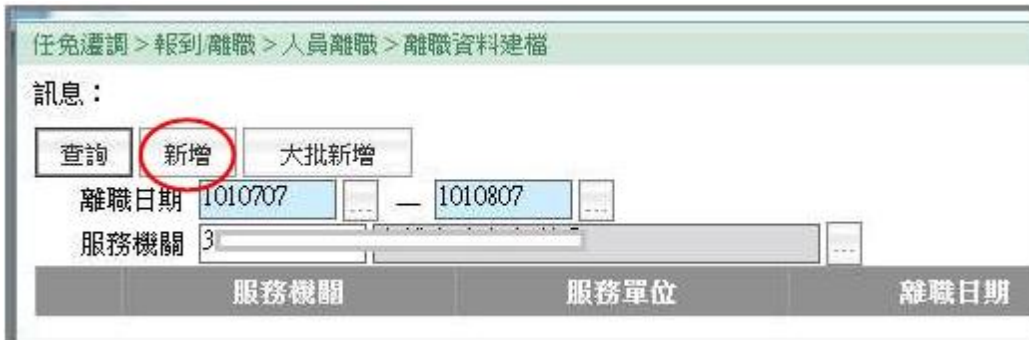 任免遷調>報到/離職>人員離職>離職資料建檔
訊息：
查詢 新增 大批新增
離職日期 1010707 ... — 1010807 ...
服務機關 3 ...
服務機關 服務單位 離職日期